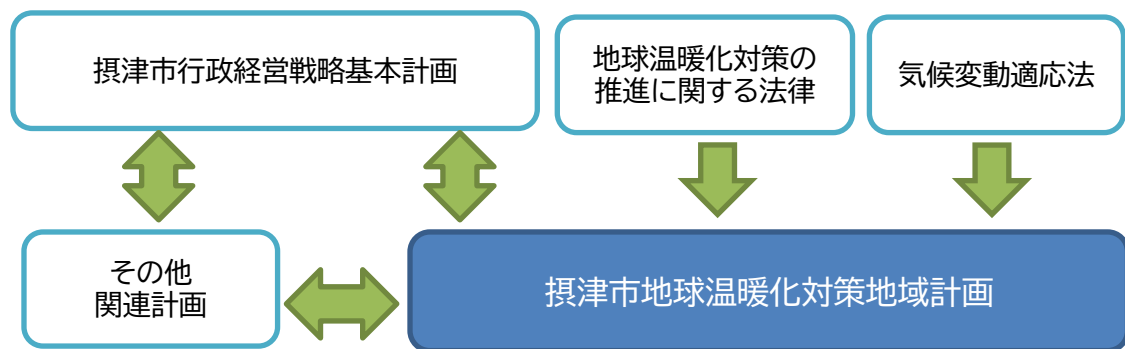 摂津市行政経営戦略基本計画
地球温暖化対策の
推進に関する法律
気候変動適応法
その他
関連計画
摂津市地球温暖化対策地域計画